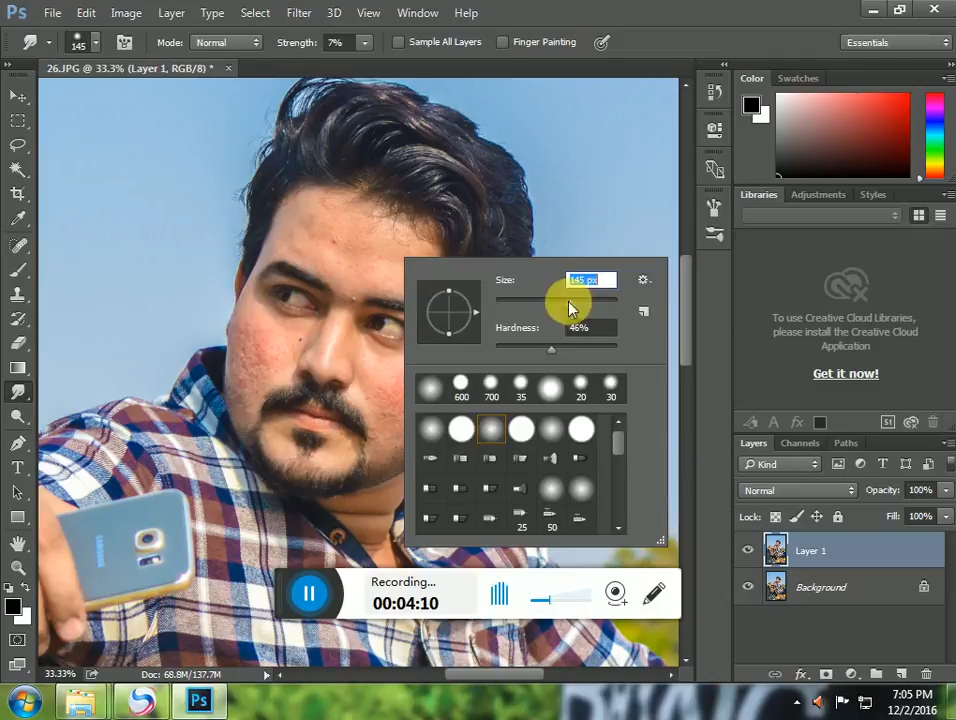 Ps File Edit Image Layer Type Select Filter 3D View Window Help
145 Mode: Normal Strength: 7% Sample All Layers Finger Painting Essentials
26.JPG @ 33.3% (Layer 1, RGB/8) *
Color Swatches
Libraries Adjustments Styles
To use Creative Cloud Libraries,
please install the Creative Cloud
Application
Get it now!
Size: 145 px
Hardness: 46%
600 700 35 20 30
25 50
SAMSUNG
Layers Channels Paths
Kind
Normal Opacity: 100%
Lock: Fill: 100%
Layer 1
Background
Recording...
00:04:10
33.33% Doc: 68.8M/137.7M
St
T
Ps
7:05 PM
12/2/2016